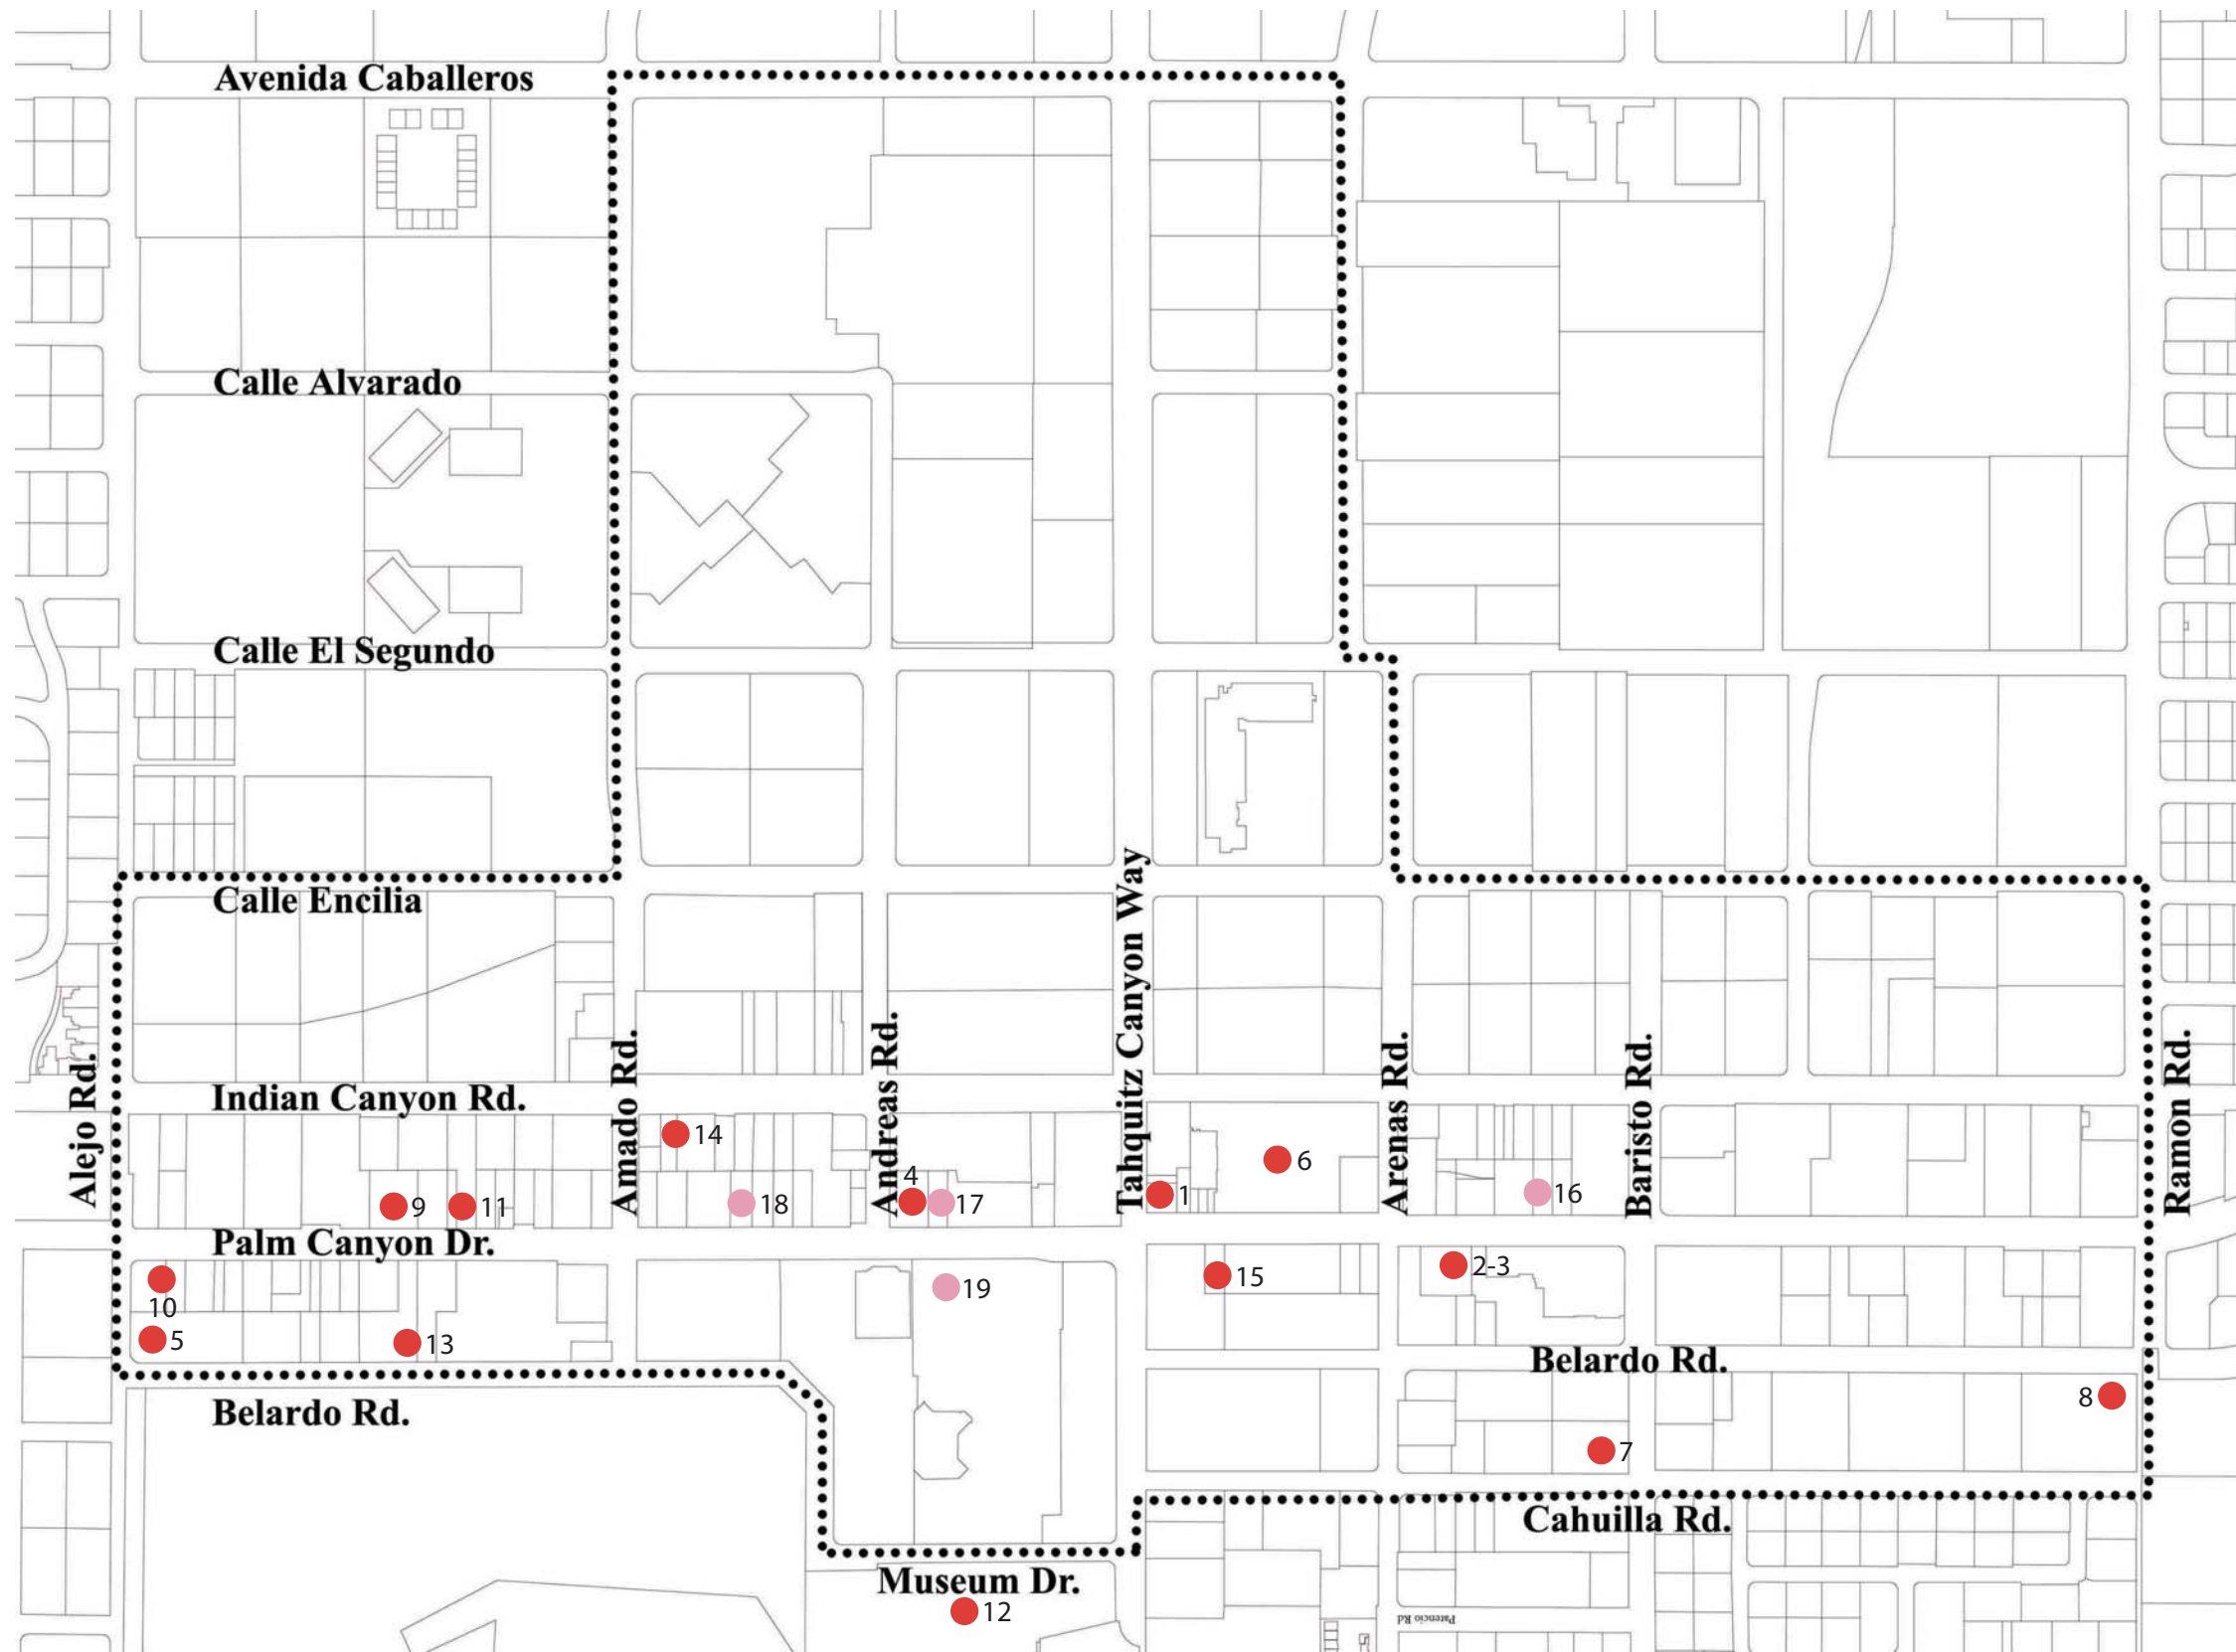 Avenida Caballeros
Calle Alvarado
Calle El Segundo
Calle Encilia
Indian Canyon Rd.
Alejo Rd.
Amado Rd.
Andreas Rd.
Tahquitz Canyon Way
Arenas Rd.
Baristo Rd.
Ramon Rd.
14
6
4
9
11
18
17
1
16
Palm Canyon Dr.
10
19
15
2-3
5
13
Belardo Rd.
Belardo Rd.
8
7
Cahuilla Rd.
Museum Dr.
12
Patencio Rd